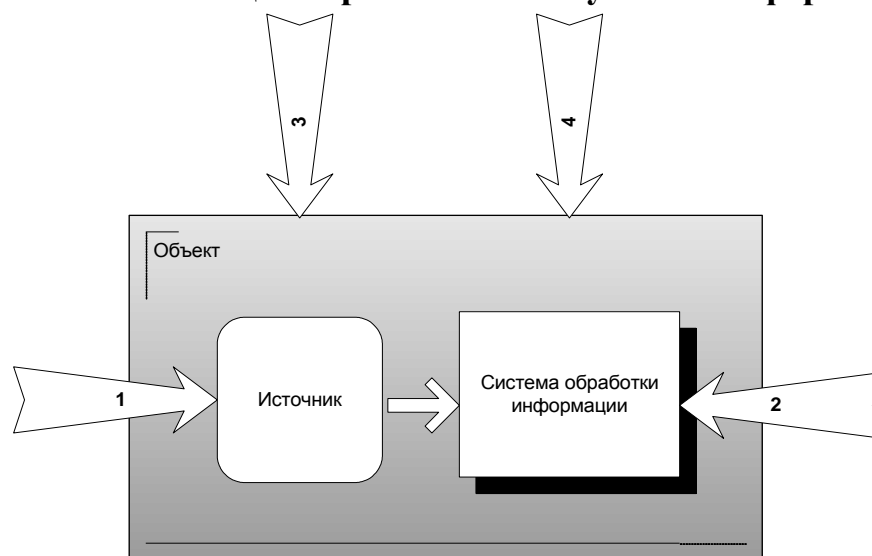 3
4
Объект
1
Источник
Система обработки
информации
2